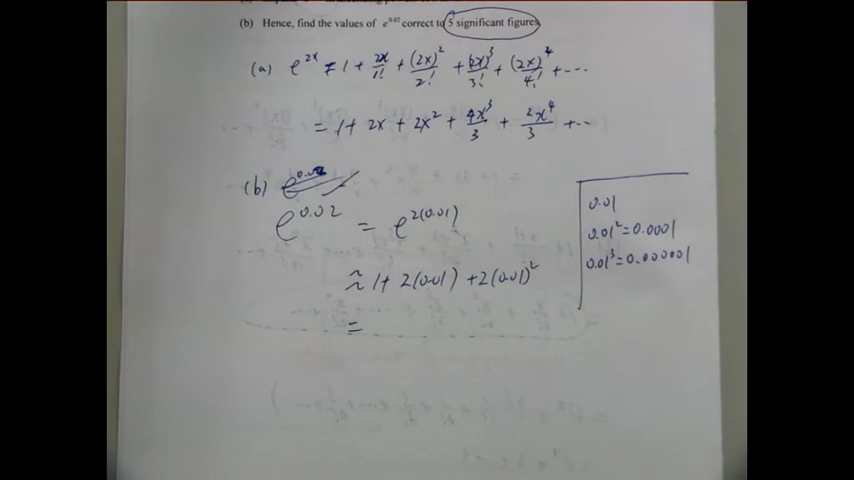 (b) Hence, find the values of e^0.02 correct to 5 significant figures.
(a) e^2x = 1 + 2x/1! + (2x)^2/2! + (2x)^3/3! + (2x)^4/4! + ...
= 1 + 2x + 2x^2 + 4x^3/3 + 2x^4/3 + ...
(b)
e^0.02 = e^2(0.01)
≈ 1 + 2(0.01) + 2(0.01)^2
=
0.01
0.01^2 = 0.0001
0.01^3 = 0.000001